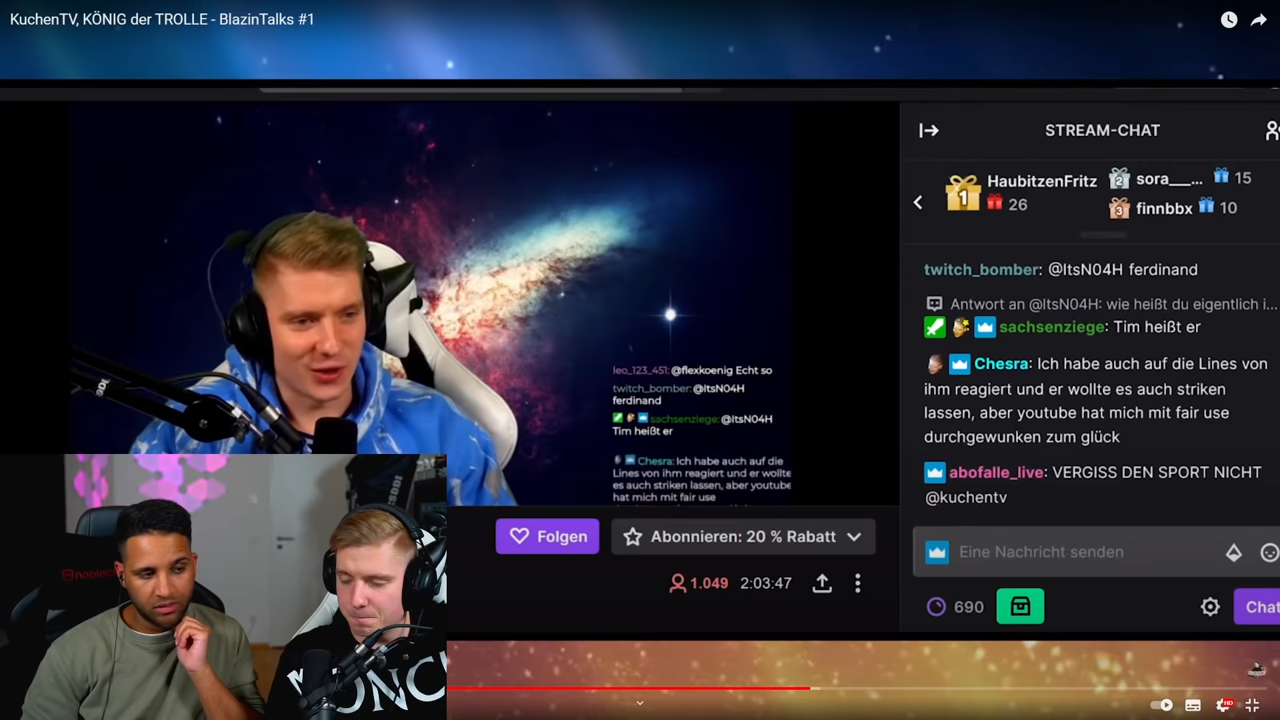 KuchenTV, KÖNIG der TROLLE - BlazinTalks #1
STREAM-CHAT
HaubitzenFritz
26
sora___...
15
finnbbx
10
twitch_bomber: @ItsN04H ferdinand
Antwort an @ItsN04H: wie heißt du eigentlich i...
sachsenziege: Tim heißt er
Chesra: Ich habe auch auf die Lines von
ihm reagiert und er wollte es auch striken
lassen, aber youtube hat mich mit fair use
durchgewunken zum glück
abofalle_live: VERGISS DEN SPORT NICHT
@kuchentv
Eine Nachricht senden
690
Chat
leo_123_451: @flexkoenig Echt so
twitch_bomber: @ItsN04H
ferdinand
sachsenziege: @ItsN04H
Tim heißt er
Chesra: Ich habe auch auf die
Lines von ihm reagiert und er wollte
es auch striken lassen, aber youtube
hat mich mit fair use
Folgen
Abonnieren: 20 % Rabatt
1.049
2:03:47
HD